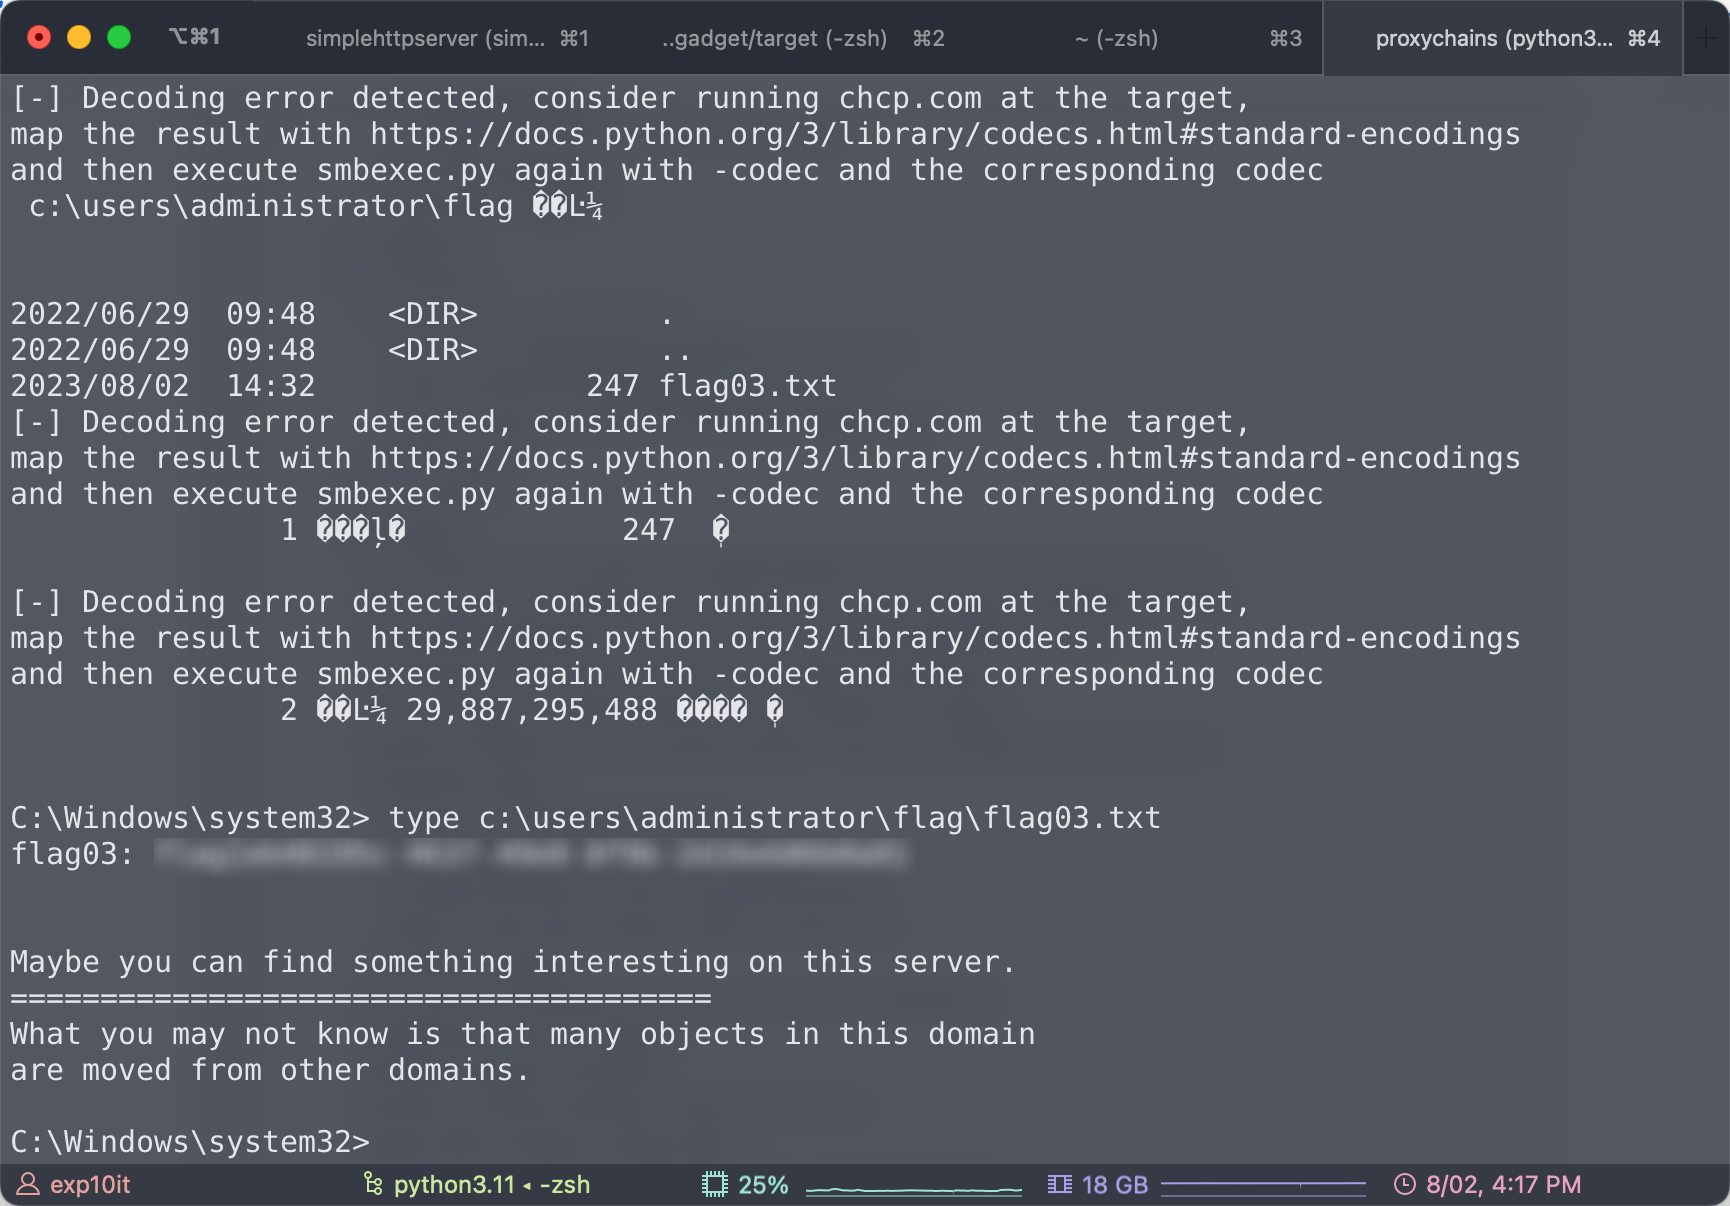 ⌥⌘1 simplehttpserver (sim... ⌘1 ..gadget/target (-zsh) ⌘2 ~ (-zsh) ⌘3 proxychains (python3... ⌘4
[-] Decoding error detected, consider running chcp.com at the target,
map the result with https://docs.python.org/3/library/codecs.html#standard-encodings
and then execute smbexec.py again with -codec and the corresponding codec
 c:\users\administrator\flag ��Ŀ¼
2022/06/29  09:48    <DIR>          .
2022/06/29  09:48    <DIR>          ..
2023/08/02  14:32               247 flag03.txt
[-] Decoding error detected, consider running chcp.com at the target,
map the result with https://docs.python.org/3/library/codecs.html#standard-encodings
and then execute smbexec.py again with -codec and the corresponding codec
               1 ���ļ�            247  �
[-] Decoding error detected, consider running chcp.com at the target,
map the result with https://docs.python.org/3/library/codecs.html#standard-encodings
and then execute smbexec.py again with -codec and the corresponding codec
               2 ��Ŀ¼ 29,887,295,488 ���� �
C:\Windows\system32> type c:\users\administrator\flag\flag03.txt
flag03:
Maybe you can find something interesting on this server.
=======================================
What you may not know is that many objects in this domain
are moved from other domains.
C:\Windows\system32>
exp10it python3.11 ◂ -zsh 25% 18 GB 8/02, 4:17 PM